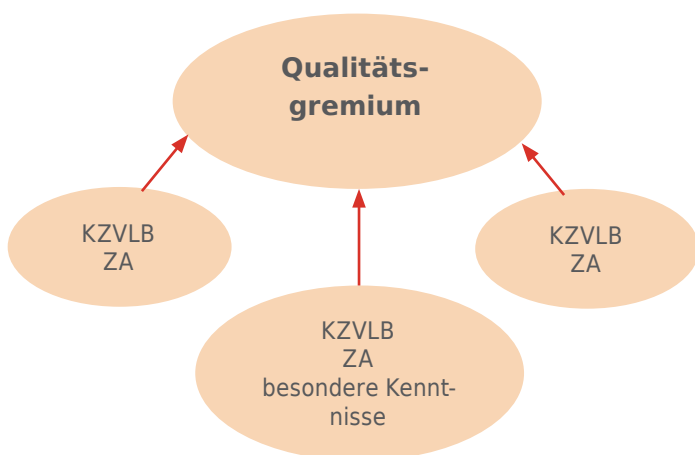 Qualitäts-
gremium
KZVLB
ZA
KZVLB
ZA
KZVLB
ZA
besondere Kennt-
nisse